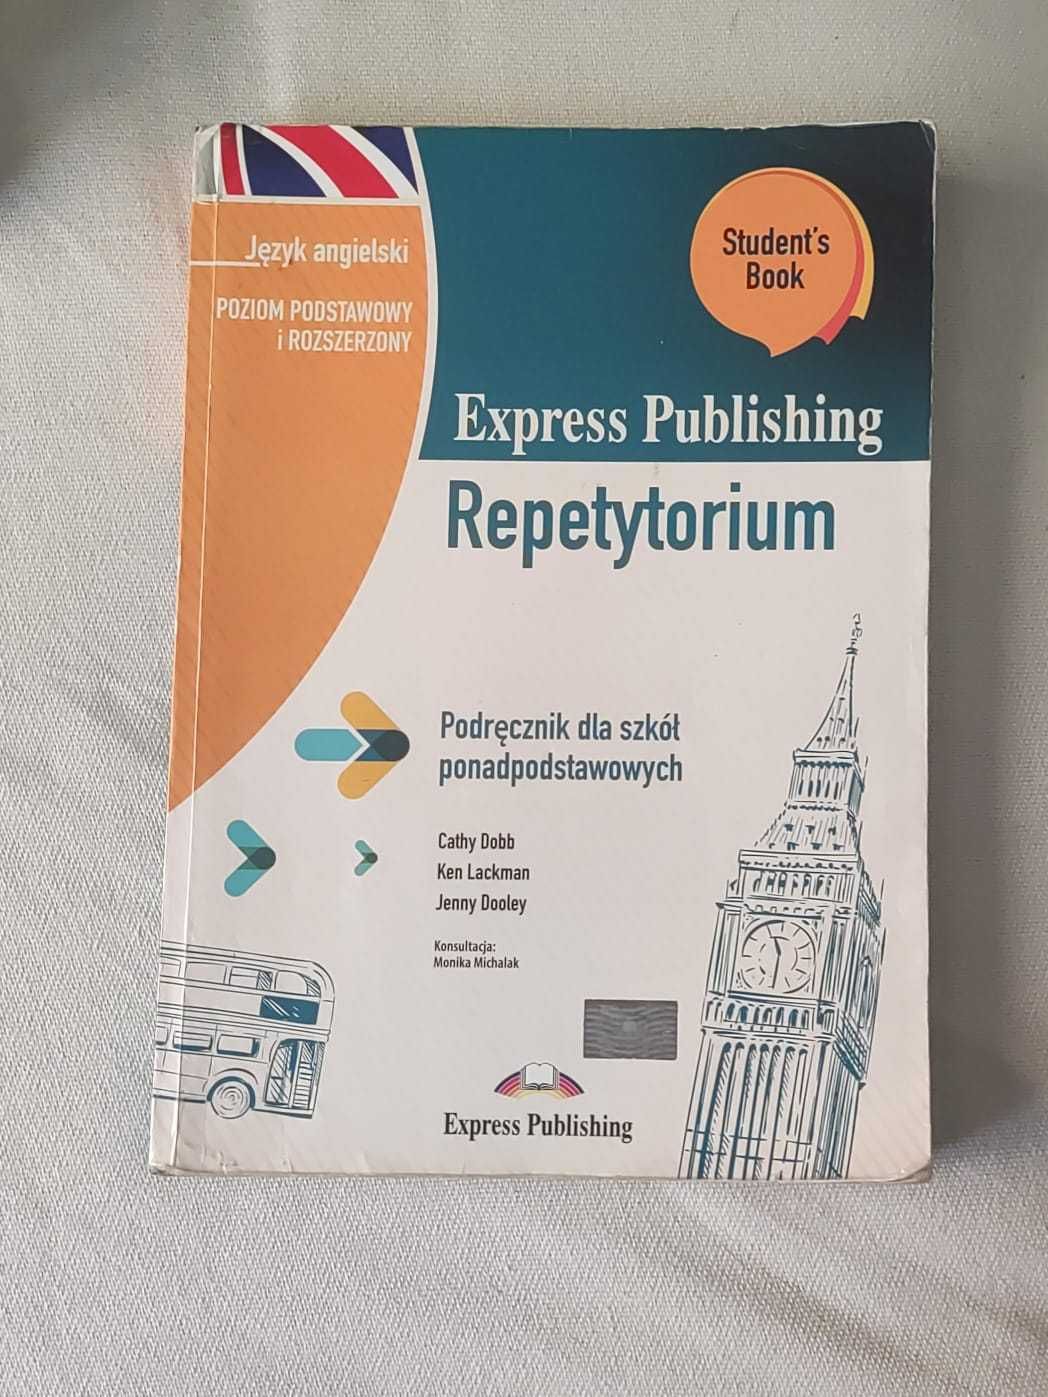 Język angielski
POZIOM PODSTAWOWY
i ROZSZERZONY
Student's
Book
Express Publishing
Repetytorium
Podręcznik dla szkół
ponadpodstawowych
Cathy Dobb
Ken Lackman
Jenny Dooley
Konsultacja:
Monika Michalak
Express Publishing